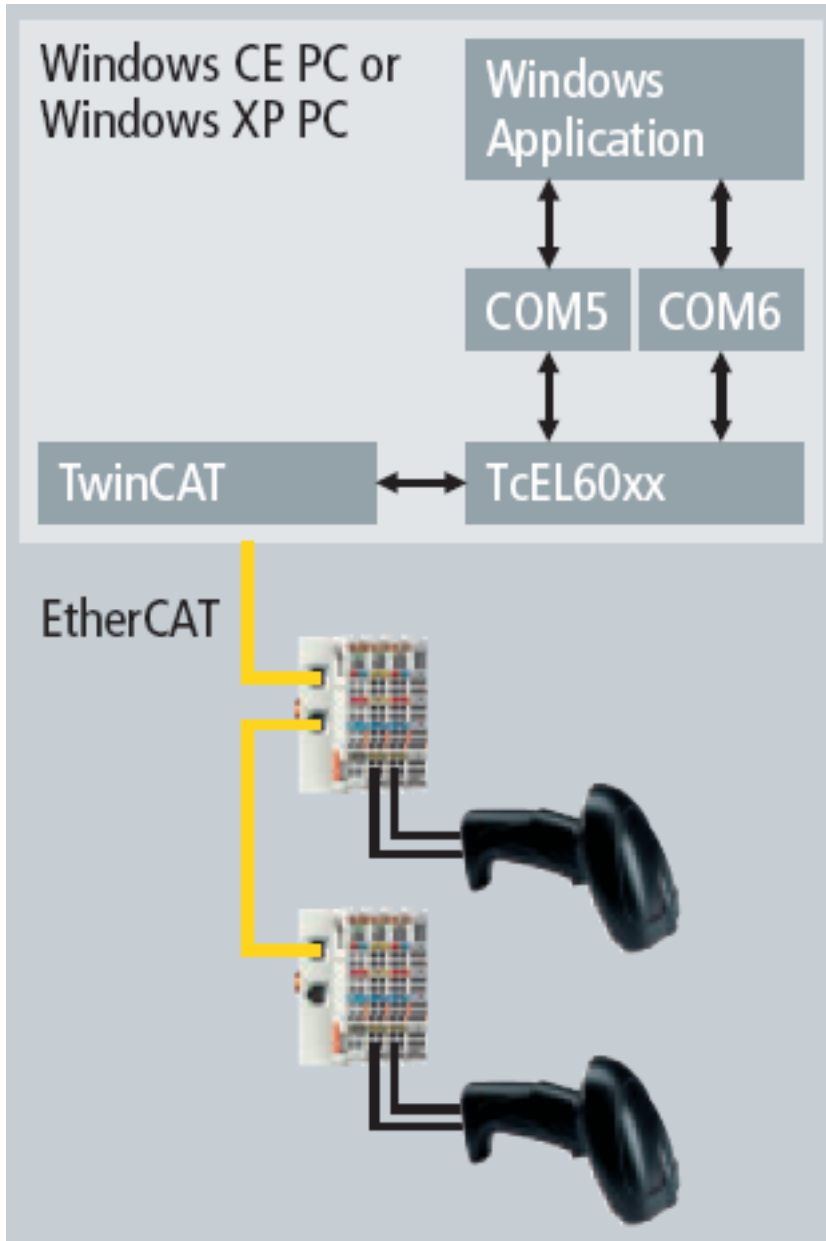 Windows CE PC or
Windows XP PC
Windows
Application
COM5
COM6
TwinCAT
TcEL60xx
EtherCAT